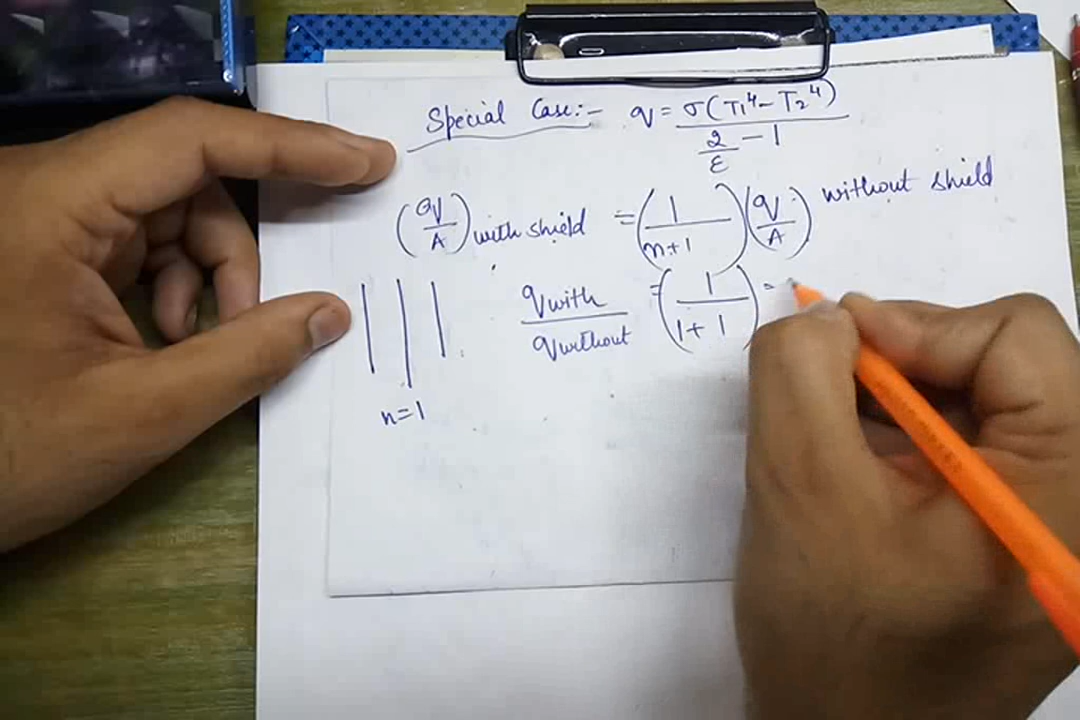 Special Case:- q = σ(T1⁴ - T2⁴) / (2/ε - 1)
(q/A) with shield = (1/(n+1)) (q/A) without shield
q with / q without = (1/(1+1)) =
n=1